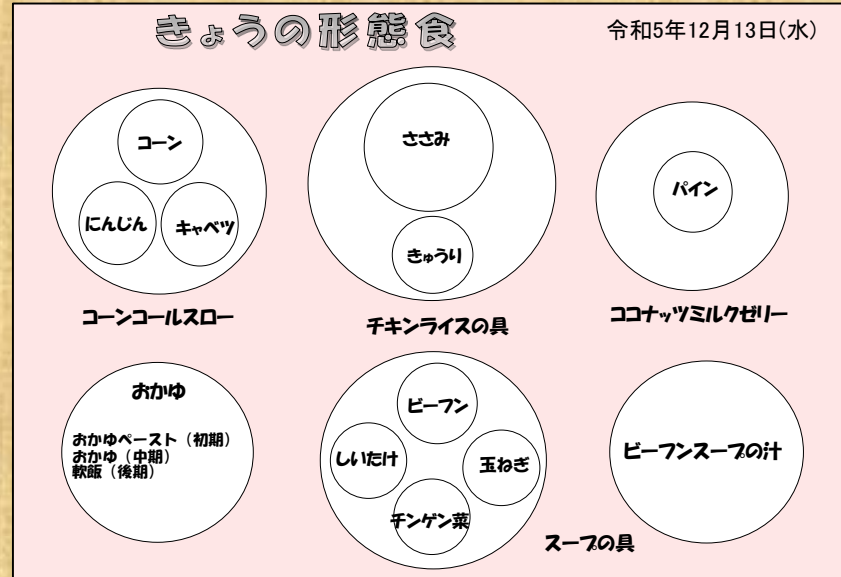 きょうの形態食
令和5年12月13日(水)
コーン
にんじん
キャベツ
コーンコールスロー
ささみ
きゅうり
チキンライスの具
パイン
ココナッツミルクゼリー
おかゆ
おかゆペースト（初期）
おかゆ（中期）
軟飯（後期）
ビーフン
しいたけ
玉ねぎ
チンゲン菜
スープの具
ビーフンスープの汁